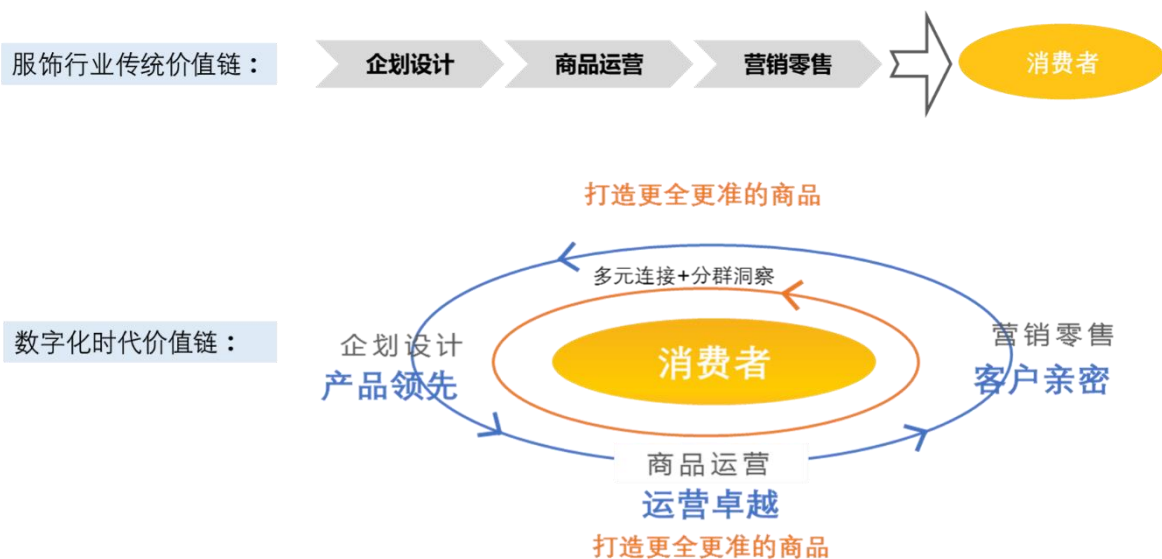 服饰行业传统价值链：
企划设计
商品运营
营销零售
消费者
打造更全更准的商品
多元连接+分群洞察
数字化时代价值链：
企划设计
产品领先
消费者
营销零售
客户亲密
商品运营
运营卓越
打造更全更准的商品